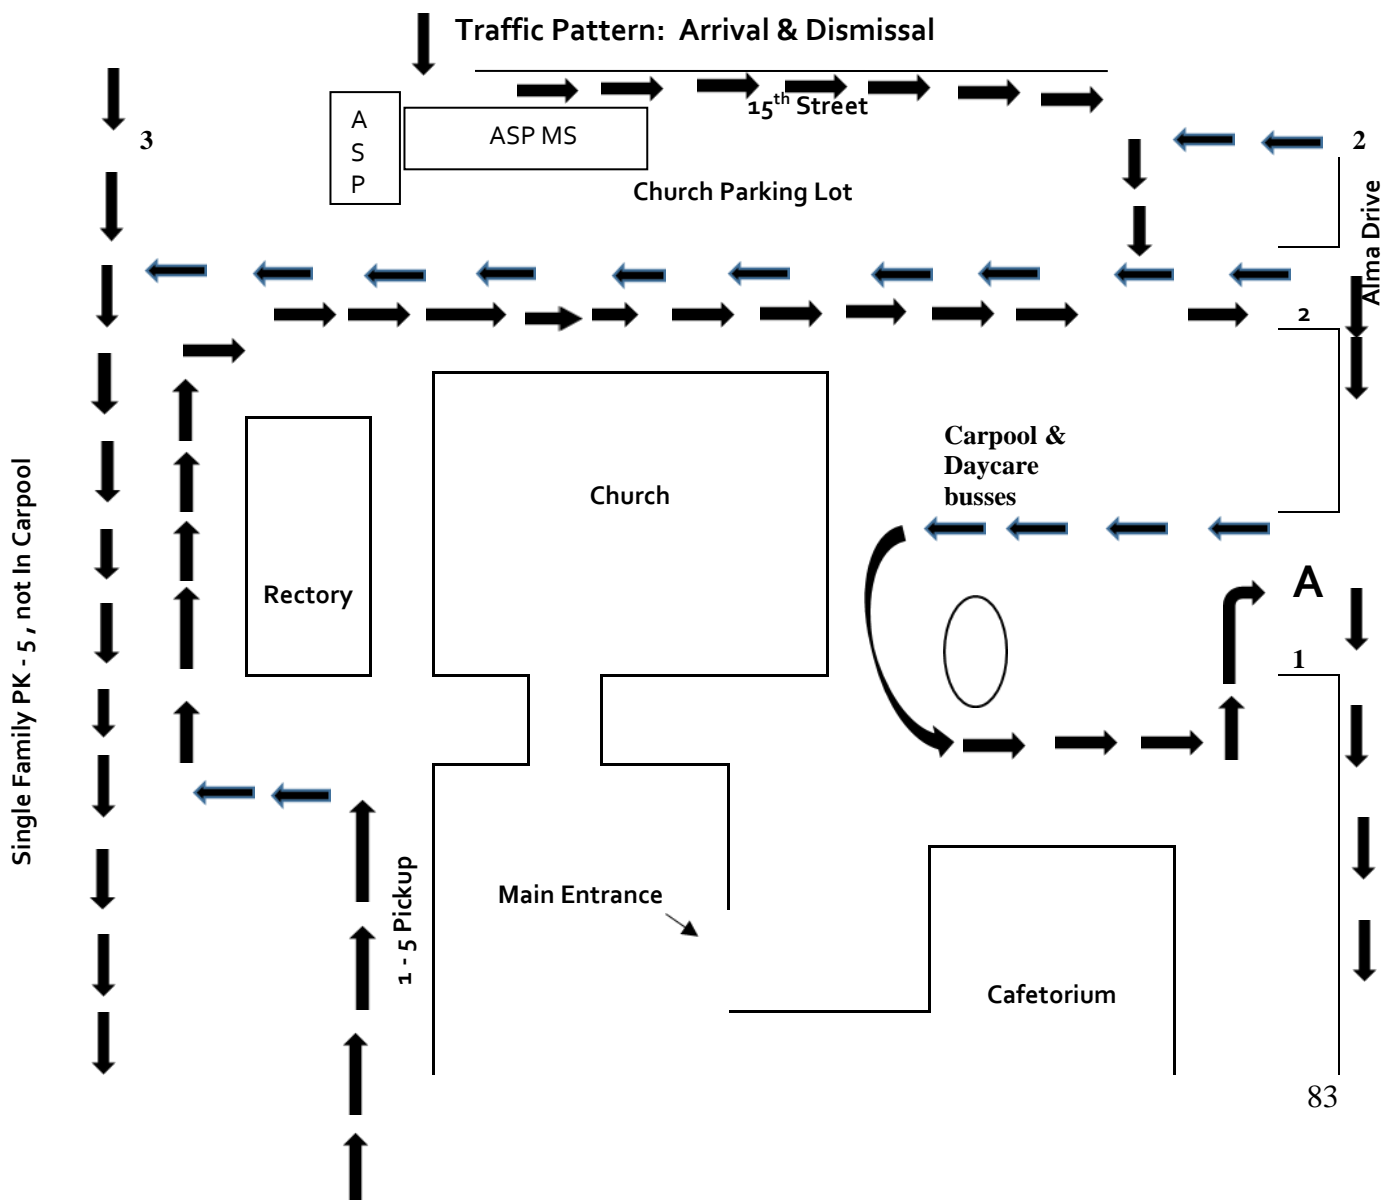 Traffic Pattern: Arrival & Dismissal
15th Street
A
S
P
ASP MS
3
2
Church Parking Lot
Alma Drive
2
Carpool &
Daycare
busses
Church
Single Family PK - 5 , not In Carpool
Rectory
A
1
1 - 5 Pickup
Main Entrance
Cafetorium
83